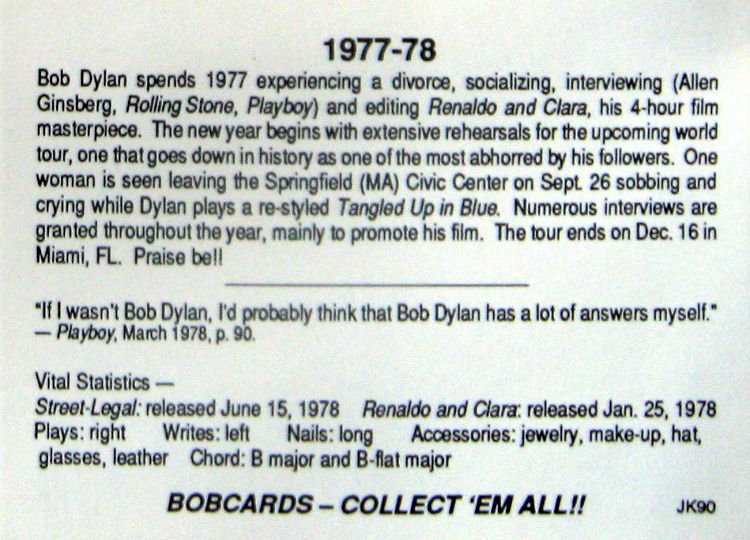 1977-78
Bob Dylan spends 1977 experiencing a divorce, socializing, interviewing (Allen
Ginsberg, Rolling Stone, Playboy) and editing Renaldo and Clara, his 4-hour film
masterpiece. The new year begins with extensive rehearsals for the upcoming world
tour, one that goes down in history as one of the most abhorred by his followers. One
woman is seen leaving the Springfield (MA) Civic Center on Sept. 26 sobbing and
crying while Dylan plays a re-styled Tangled Up in Blue. Numerous interviews are
granted throughout the year, mainly to promote his film. The tour ends on Dec. 16 in
Miami, FL. Praise be!!
"If I wasn't Bob Dylan, I'd probably think that Bob Dylan has a lot of answers myself."
— Playboy, March 1978, p. 90.
Vital Statistics —
Street-Legal: released June 15, 1978 Renaldo and Clara: released Jan. 25, 1978
Plays: right Writes: left Nails: long Accessories: jewelry, make-up, hat,
glasses, leather Chord: B major and B-flat major
BOBCARDS – COLLECT 'EM ALL!! JK90